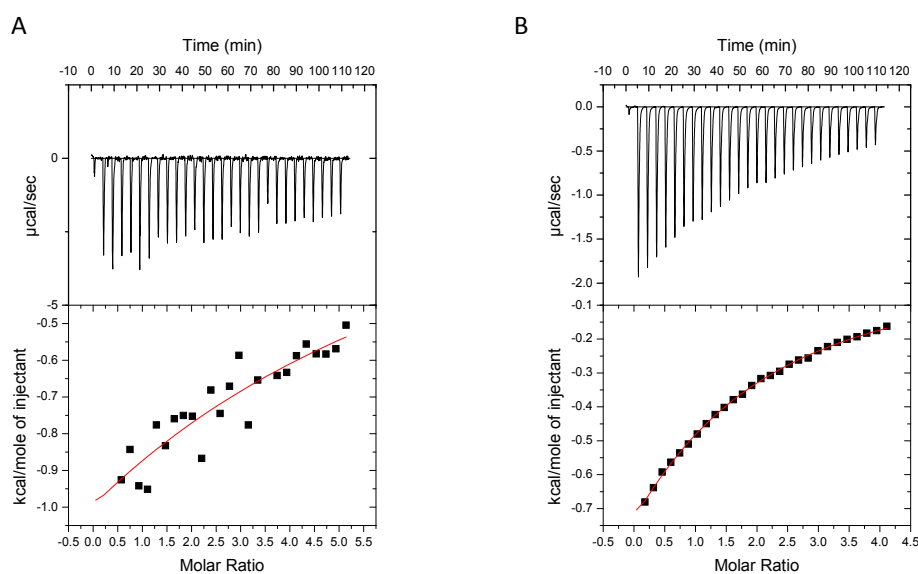 A
Time (min)
-10 0 10 20 30 40 50 60 70 80 90 100 110 120
0
-5
µcal/sec
-0.5
-0.6
-0.7
-0.8
-0.9
-1.0
kcal/mole of injectant
-0.5 0.0 0.5 1.0 1.5 2.0 2.5 3.0 3.5 4.0 4.5 5.0 5.5
Molar Ratio
B
Time (min)
-10 0 10 20 30 40 50 60 70 80 90 100 110 120
0.0
-0.5
-1.0
-1.5
-2.0
µcal/sec
-0.1
-0.2
-0.3
-0.4
-0.5
-0.6
-0.7
kcal/mole of injectant
-0.5 0.0 0.5 1.0 1.5 2.0 2.5 3.0 3.5 4.0 4.5
Molar Ratio